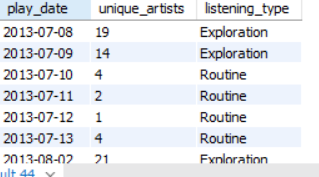 play_date unique_artists listening_type
2013-07-08 19 Exploration
2013-07-09 14 Exploration
2013-07-10 4 Routine
2013-07-11 2 Routine
2013-07-12 1 Routine
2013-07-13 4 Routine
2013-08-02 21 Exploration
ult 44 ×